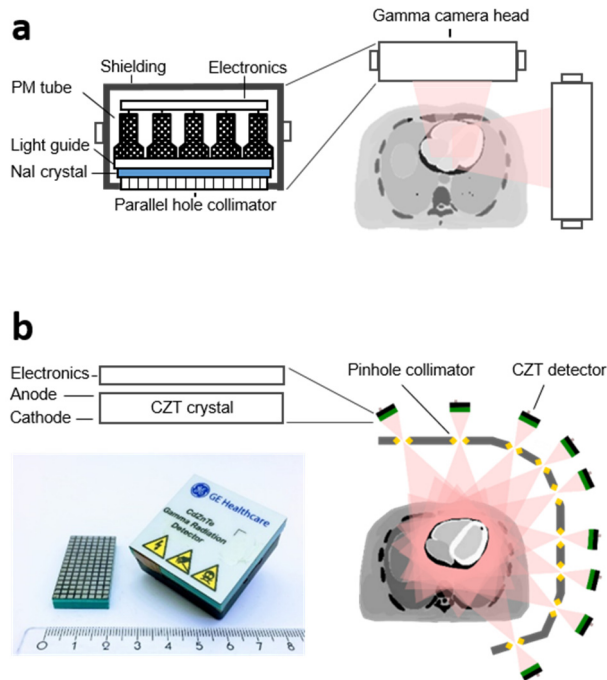 a
Gamma camera head
Shielding
Electronics
PM tube
Light guide
NaI crystal
Parallel hole collimator
b
Electronics
Anode
Cathode
CZT crystal
Pinhole collimator
CZT detector
GE Healthcare
CdZnTe
Gamma Radiation
Detector
0 1 2 3 4 5 6 7 8